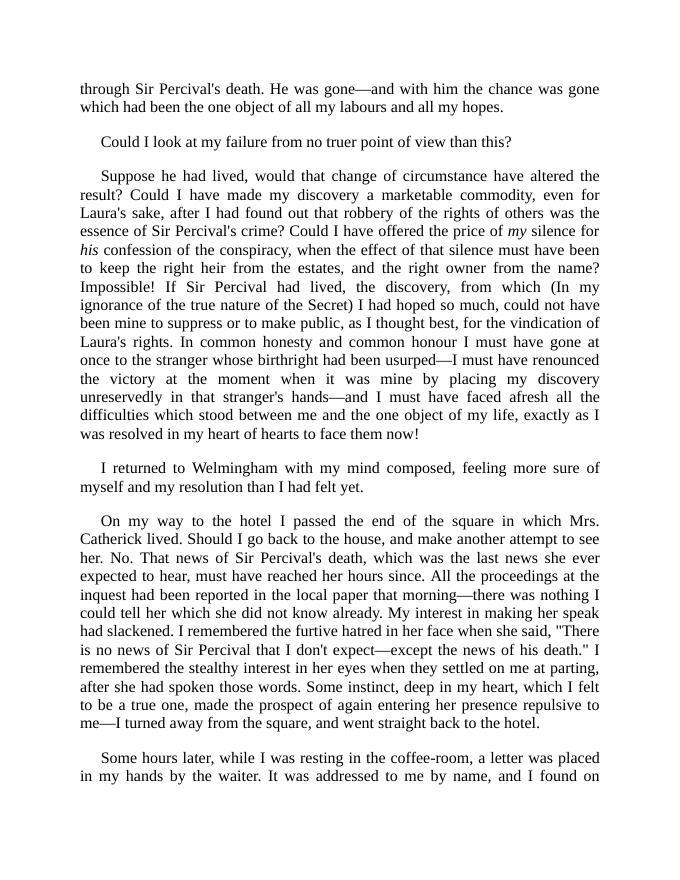 through Sir Percival's death. He was gone—and with him the chance was gone
which had been the one object of all my labours and all my hopes.
Could I look at my failure from no truer point of view than this?
Suppose he had lived, would that change of circumstance have altered the
result? Could I have made my discovery a marketable commodity, even for
Laura's sake, after I had found out that robbery of the rights of others was the
essence of Sir Percival's crime? Could I have offered the price of my silence for
his confession of the conspiracy, when the effect of that silence must have been
to keep the right heir from the estates, and the right owner from the name?
Impossible! If Sir Percival had lived, the discovery, from which (In my
ignorance of the true nature of the Secret) I had hoped so much, could not have
been mine to suppress or to make public, as I thought best, for the vindication of
Laura's rights. In common honesty and common honour I must have gone at
once to the stranger whose birthright had been usurped—I must have renounced
the victory at the moment when it was mine by placing my discovery
unreservedly in that stranger's hands—and I must have faced afresh all the
difficulties which stood between me and the one object of my life, exactly as I
was resolved in my heart of hearts to face them now!
I returned to Welmingham with my mind composed, feeling more sure of
myself and my resolution than I had felt yet.
On my way to the hotel I passed the end of the square in which Mrs.
Catherick lived. Should I go back to the house, and make another attempt to see
her. No. That news of Sir Percival's death, which was the last news she ever
expected to hear, must have reached her hours since. All the proceedings at the
inquest had been reported in the local paper that morning—there was nothing I
could tell her which she did not know already. My interest in making her speak
had slackened. I remembered the furtive hatred in her face when she said, "There
is no news of Sir Percival that I don't expect—except the news of his death." I
remembered the stealthy interest in her eyes when they settled on me at parting,
after she had spoken those words. Some instinct, deep in my heart, which I felt
to be a true one, made the prospect of again entering her presence repulsive to
me—I turned away from the square, and went straight back to the hotel.
Some hours later, while I was resting in the coffee-room, a letter was placed
in my hands by the waiter. It was addressed to me by name, and I found on